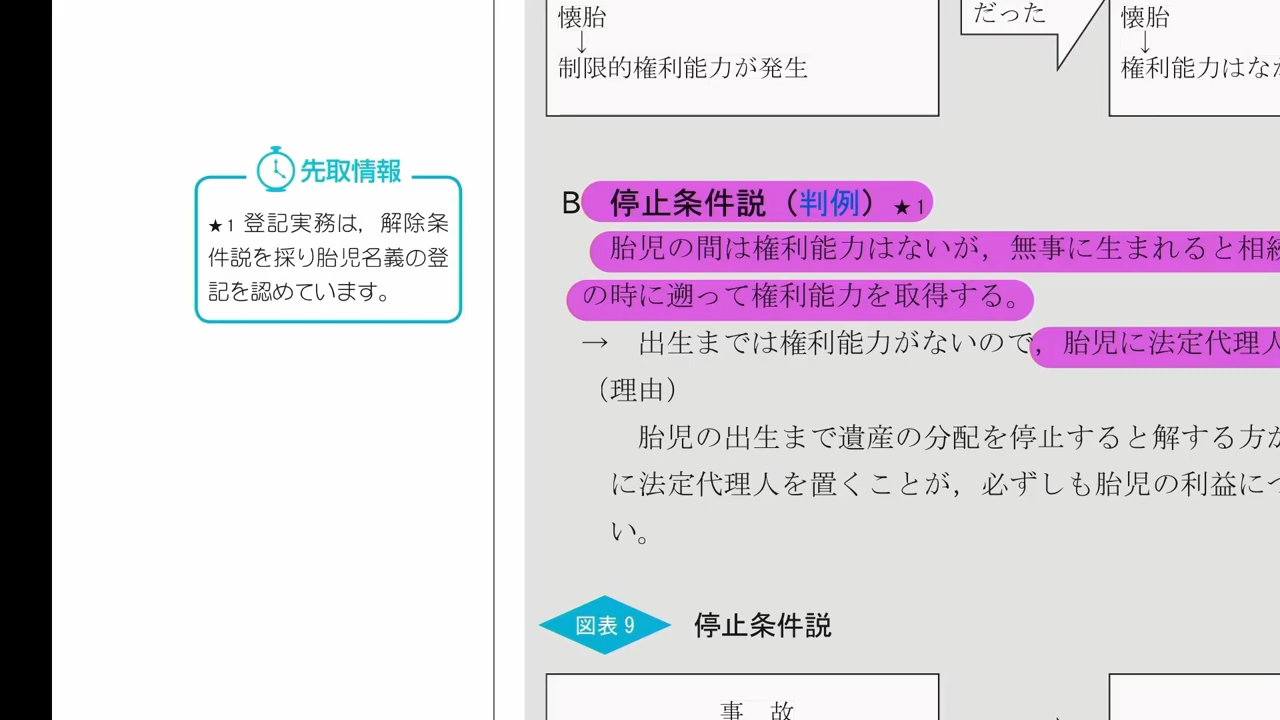 懐胎
↓
制限的権利能力が発生
だった
懐胎
↓
権利能力はな
先取情報
★1 登記実務は，解除条
件説を採り胎児名義の登
記を認めています。
B 停止条件説（判例）★1
胎児の間は権利能力はないが，無事に生まれると相続
の時に遡って権利能力を取得する。
→ 出生までは権利能力がないので，胎児に法定代理人
（理由）
胎児の出生まで遺産の分配を停止すると解する方が
に法定代理人を置くことが，必ずしも胎児の利益につ
い。
図表9 停止条件説
事 故